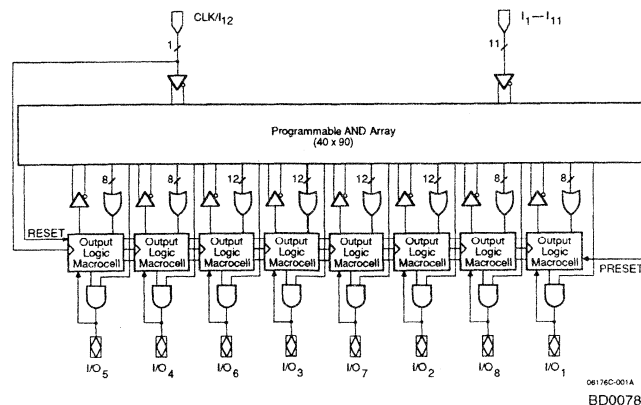 CLK/I12
I1—I11
1
11
Programmable AND Array
(40 x 90)
8 8 12 12 12 12 8 8
RESET
Output Logic Macrocell
Output Logic Macrocell
Output Logic Macrocell
Output Logic Macrocell
Output Logic Macrocell
Output Logic Macrocell
Output Logic Macrocell
Output Logic Macrocell
PRESET
I/O5 I/O4 I/O6 I/O3 I/O7 I/O2 I/O8 I/O1
06176C-001A
BD0078